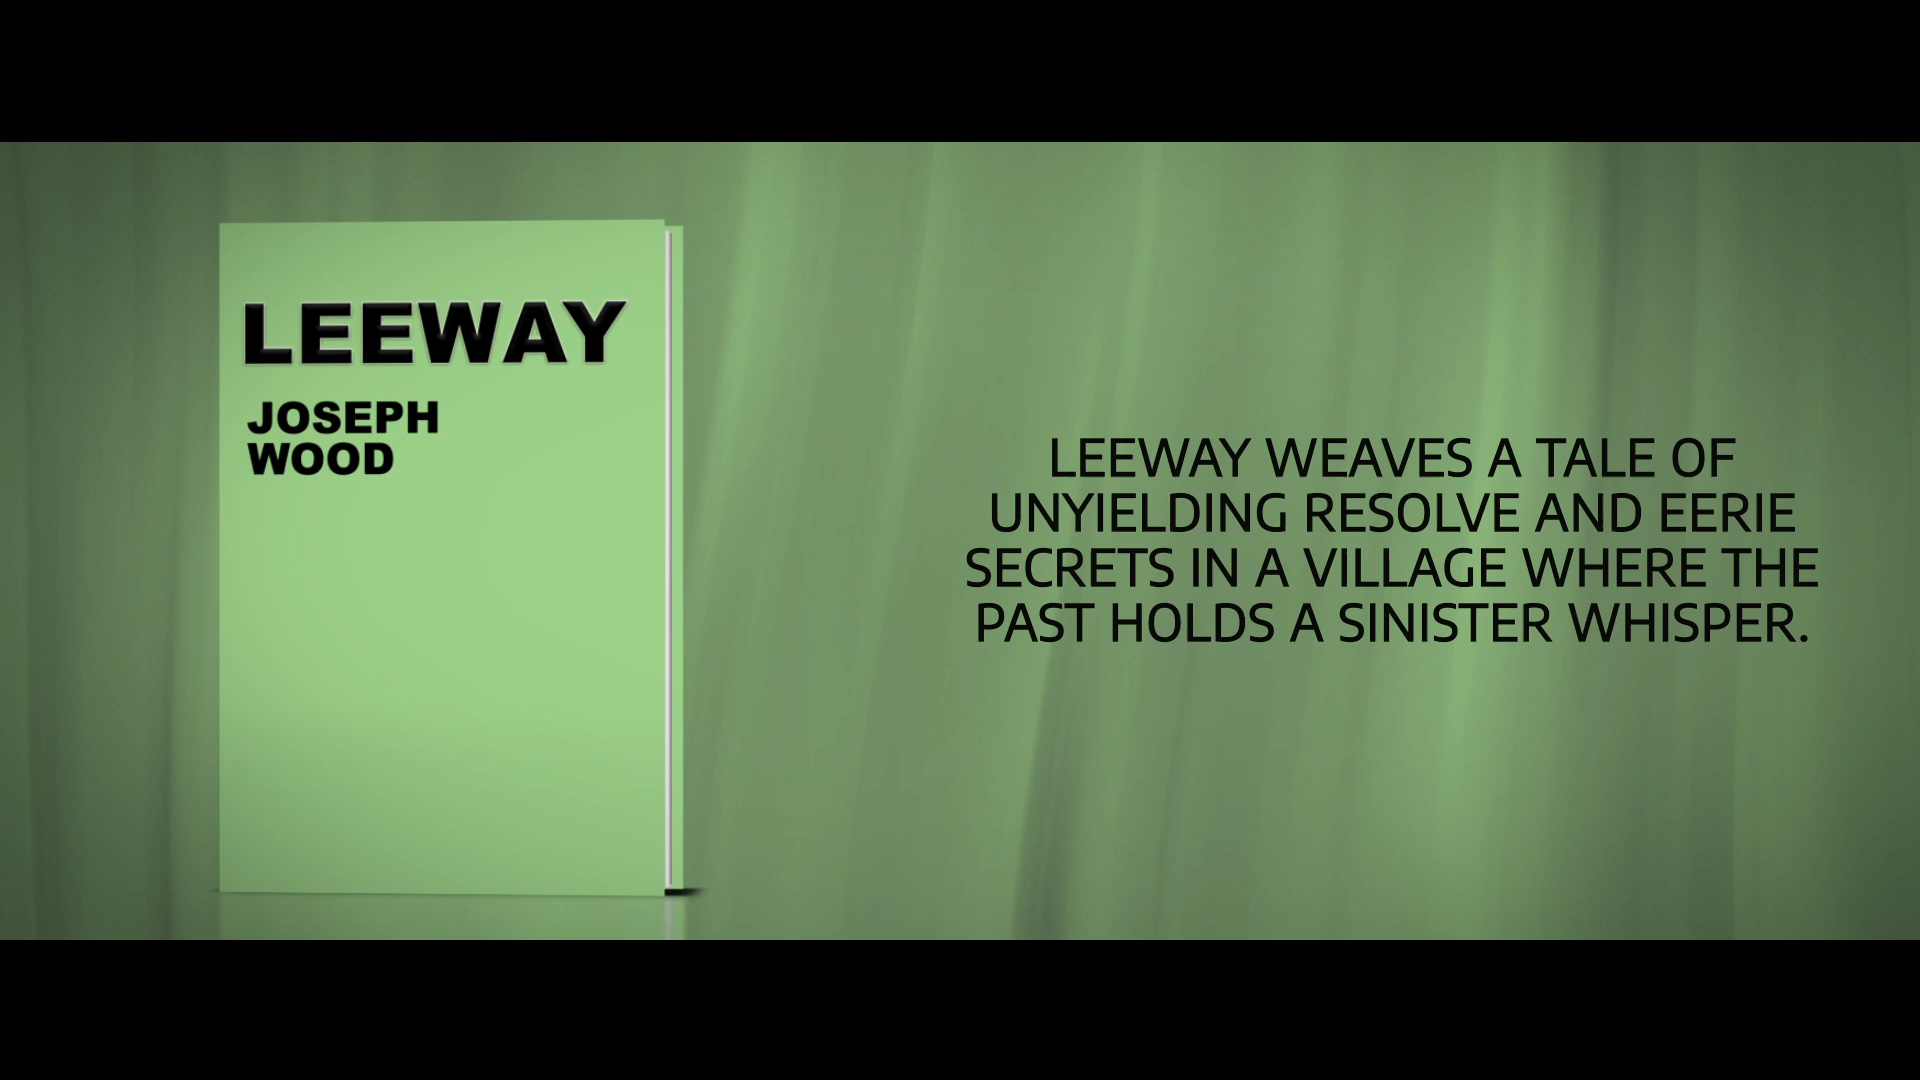 LEEWAY
JOSEPH
WOOD
LEEWAY WEAVES A TALE OF
UNYIELDING RESOLVE AND EERIE
SECRETS IN A VILLAGE WHERE THE
PAST HOLDS A SINISTER WHISPER.